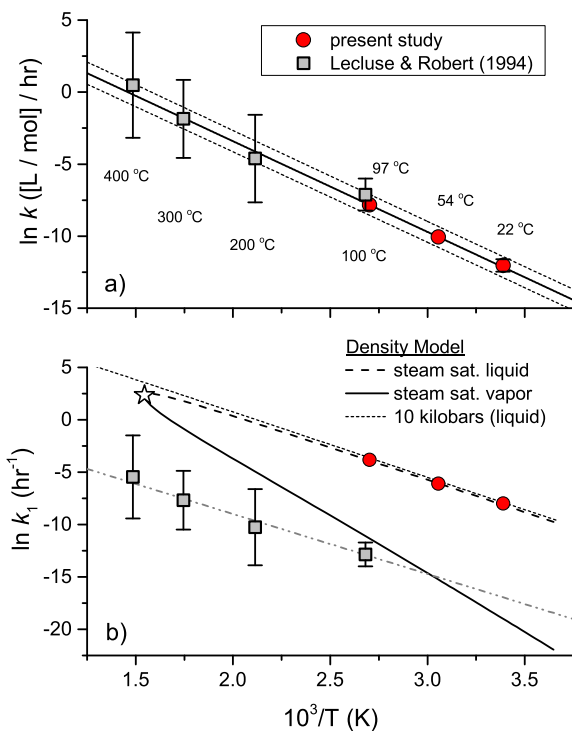 present study
Lecluse & Robert (1994)
5
0
-5
-10
-15
ln k ([L / mol] / hr)
400 °C
300 °C
200 °C
100 °C
97 °C
54 °C
22 °C
a)
Density Model
steam sat. liquid
steam sat. vapor
10 kilobars (liquid)
5
0
-5
-10
-15
-20
ln k₁ (hr⁻¹)
b)
1.5 2.0 2.5 3.0 3.5
10³/T (K)